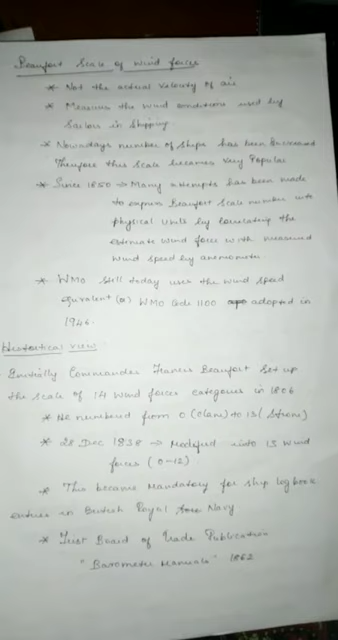 Beaufort Scale of Wind forces
* Not the actual velocity of air
* Measures the wind conditions used by
Sailors in Shipping.
* Nowadays number of Ships has been increased
Therefore this Scale becomes very Popular
* Since 1850 → Many attempts has been made
to express Beaufort Scale number into
physical units by correlating the
estimate wind force with measured
wind speed by anemometer.
* WMO still today uses the wind speed
equivalent (or) WMO Code 1100 adopted in
1946.
Historical view
Initially Commander Francis Beaufort Set up
the scale of 14 Wind forces categories in 1806
* He numbered from 0 (Calm) to 13 (Storm)
* 28 Dec 1838 → Modified into 13 wind
forces (0-12)
* This became Mandatory for ship logbook
entries in British Royal Navy
* First Board of Trade Publication
"Barometer Manuals" 1862